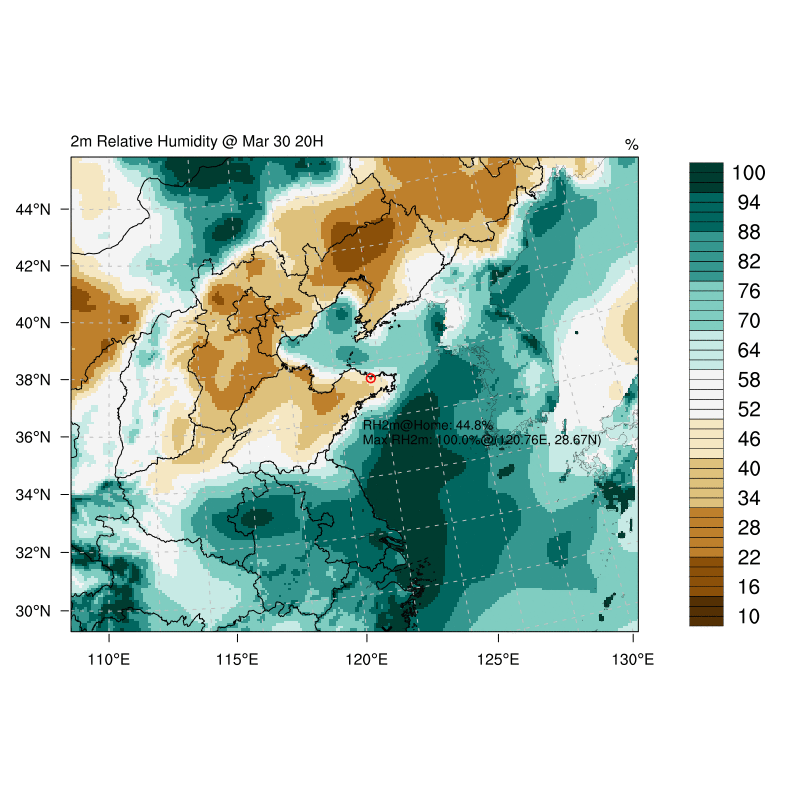 2m Relative Humidity @ Mar 30 20H
%
100
94
88
82
76
70
64
58
52
46
40
34
28
22
16
10
44°N
42°N
40°N
38°N
36°N
34°N
32°N
30°N
RH2m@Home: 44.8%
Max RH2m: 100.0%@(120.76E, 28.67N)
110°E 115°E 120°E 125°E 130°E